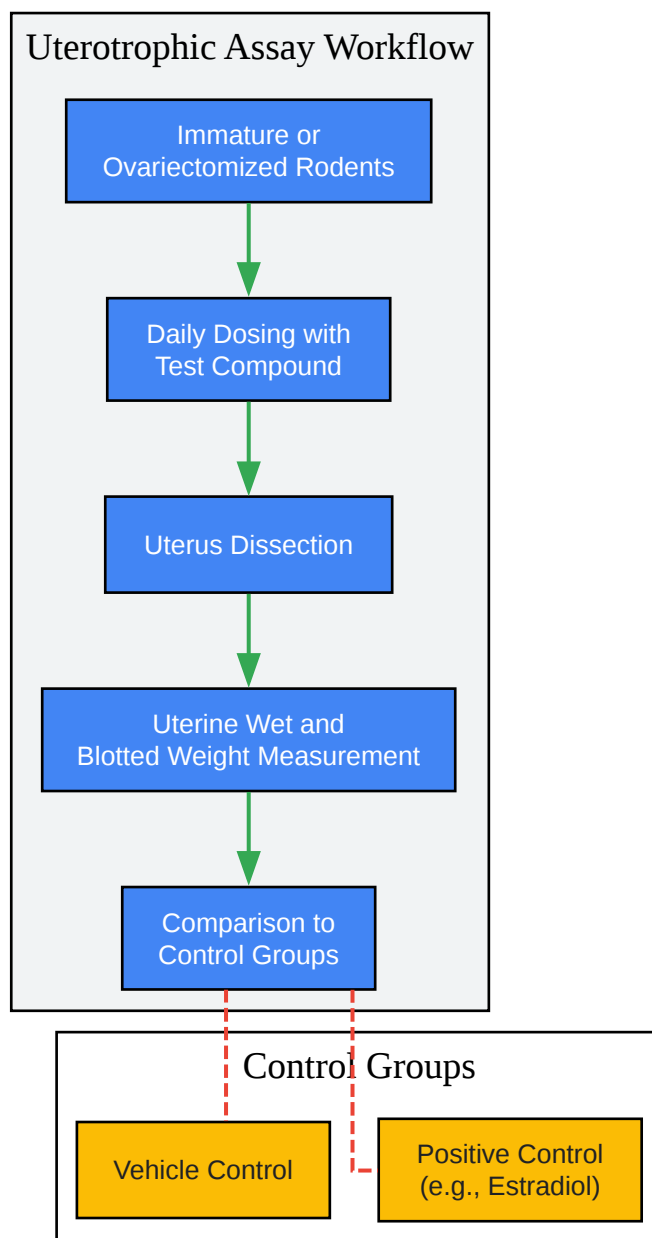 Uterotrophic Assay Workflow
Immature or
Ovariectomized Rodents
Daily Dosing with
Test Compound
Uterus Dissection
Uterine Wet and
Blotted Weight Measurement
Comparison to
Control Groups
Control Groups
Vehicle Control
Positive Control
(e.g., Estradiol)